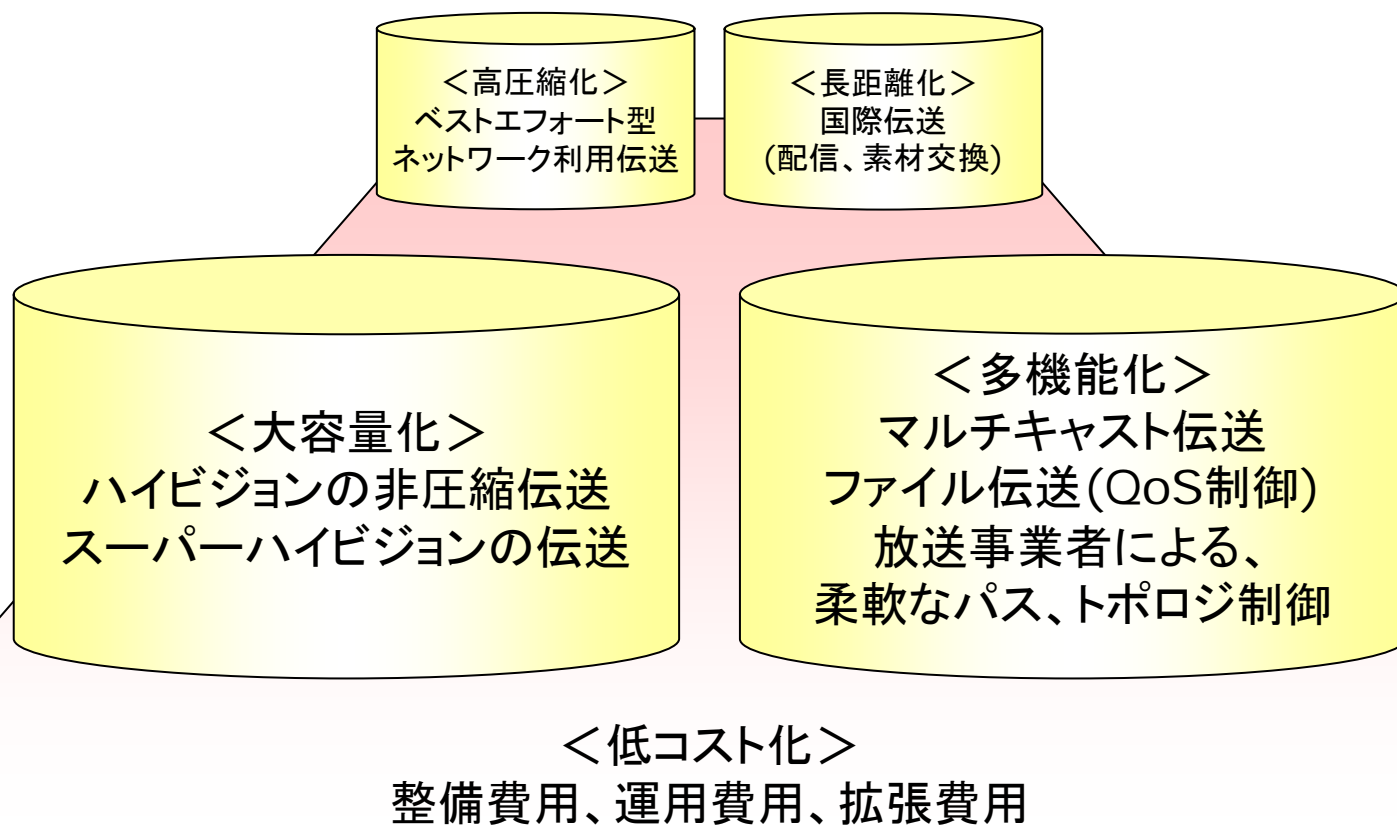 ＜高圧縮化＞
ベストエフォート型
ネットワーク利用伝送
＜長距離化＞
国際伝送
(配信、素材交換)
＜大容量化＞
ハイビジョンの非圧縮伝送
スーパーハイビジョンの伝送
＜多機能化＞
マルチキャスト伝送
ファイル伝送(QoS制御)
放送事業者による、
柔軟なパス、トポロジ制御
＜低コスト化＞
整備費用、運用費用、拡張費用